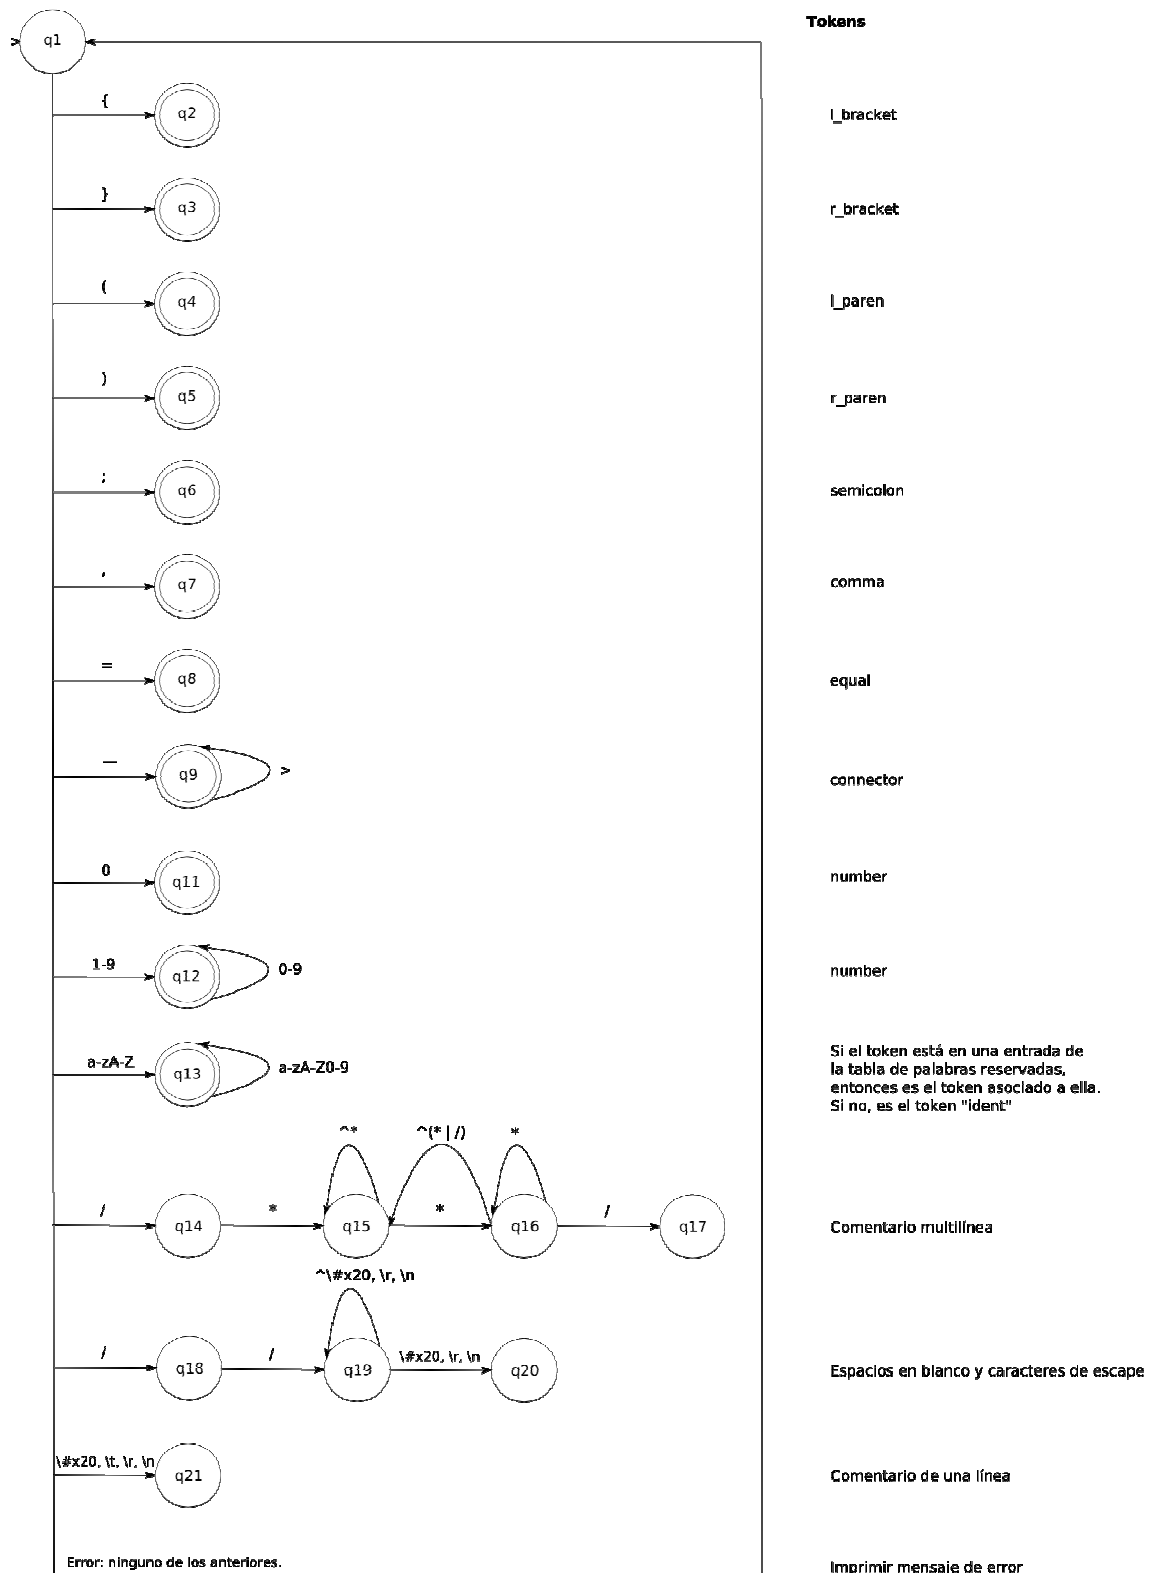 Tokens
> q1
{ q2 l_bracket
} q3 r_bracket
( q4 l_paren
) q5 r_paren
; q6 semicolon
, q7 comma
= q8 equal
— q9 > connector
0 q11 number
1-9 q12 0-9 number
a-zA-Z q13 a-zA-Z0-9
Si el token está en una entrada de
la tabla de palabras reservadas,
entonces es el token asociado a ella.
Si no, es el token "ident"
^* ^(* | /) *
/ q14 * q15 * q16 / q17 Comentario multilínea
^\#x20, \r, \n
/ q18 / q19 \#x20, \r, \n q20 Espacios en blanco y caracteres de escape
\#x20, \t, \r, \n q21 Comentario de una línea
Error: ninguno de los anteriores. Imprimir mensaje de error